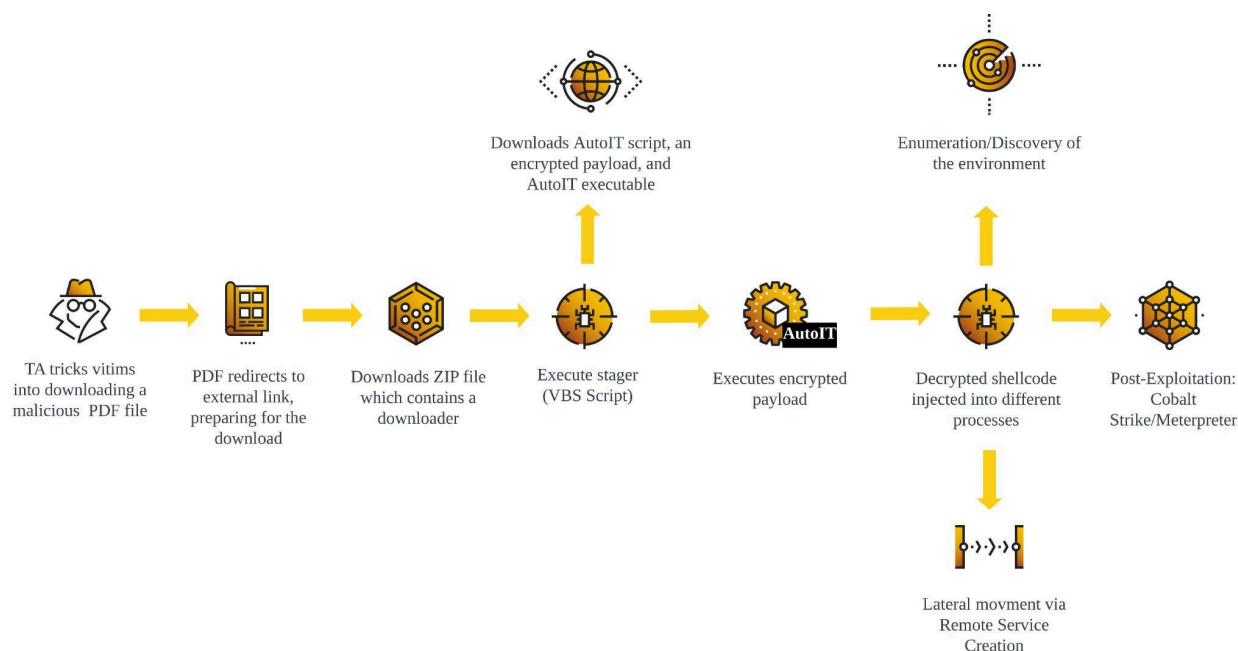 Downloads AutoIT script, an
encrypted payload, and
AutoIT executable
Enumeration/Discovery of
the environment
TA tricks vitims
into downloading a
malicious PDF file
PDF redirects to
external link,
preparing for the
download
Downloads ZIP file
which contains a
downloader
Execute stager
(VBS Script)
AutoIT
Executes encrypted
payload
Decrypted shellcode
injected into different
processes
Post-Exploitation:
Cobalt
Strike/Meterpreter
Lateral movment via
Remote Service
Creation